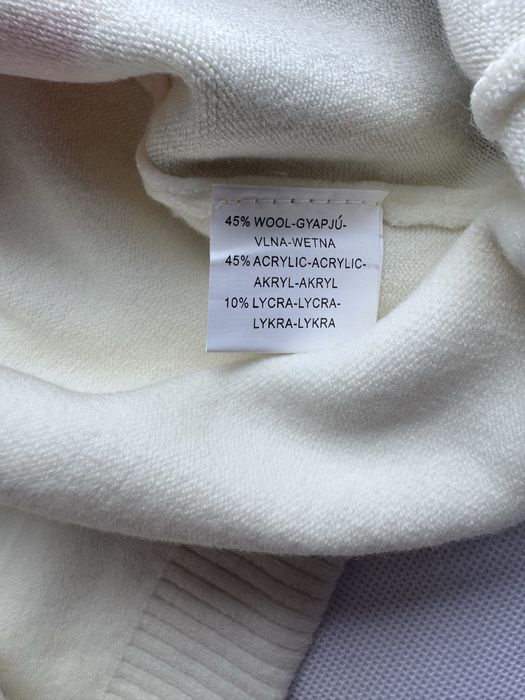 45% WOOL-GYAPJÚ-
VLNA-WETNA
45% ACRYLIC-ACRYLIC-
AKRYL-AKRYL
10% LYCRA-LYCRA-
LYKRA-LYKRA